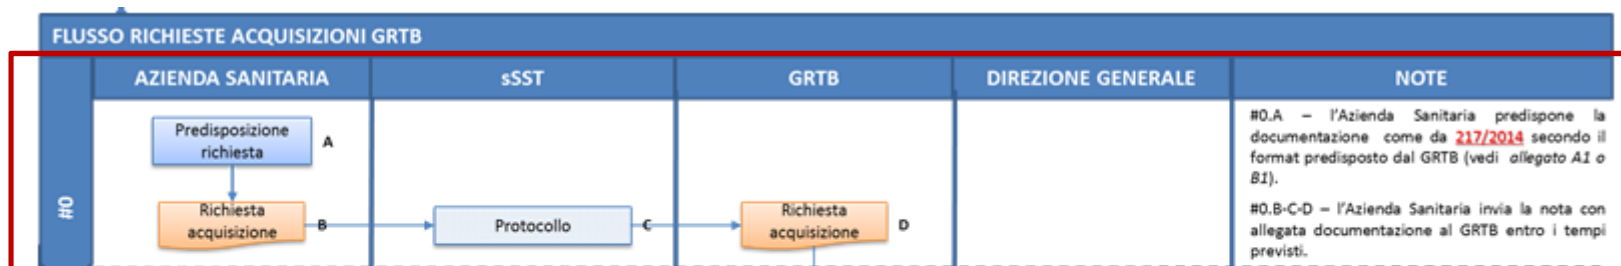 FLUSSO RICHIESTE ACQUISIZIONI GRTB
AZIENDA SANITARIA
sSST
GRTB
DIREZIONE GENERALE
NOTE
#0
Predisposizione
richiesta
A
Richiesta
acquisizione
B
Protocollo
C
Richiesta
acquisizione
D
#0.A – l'Azienda Sanitaria predispone la
documentazione come da 217/2014 secondo il
format predisposto dal GRTB (vedi allegato A1 o
B1).
#0.B-C-D – l'Azienda Sanitaria invia la nota con
allegata documentazione al GRTB entro i tempi
previsti.